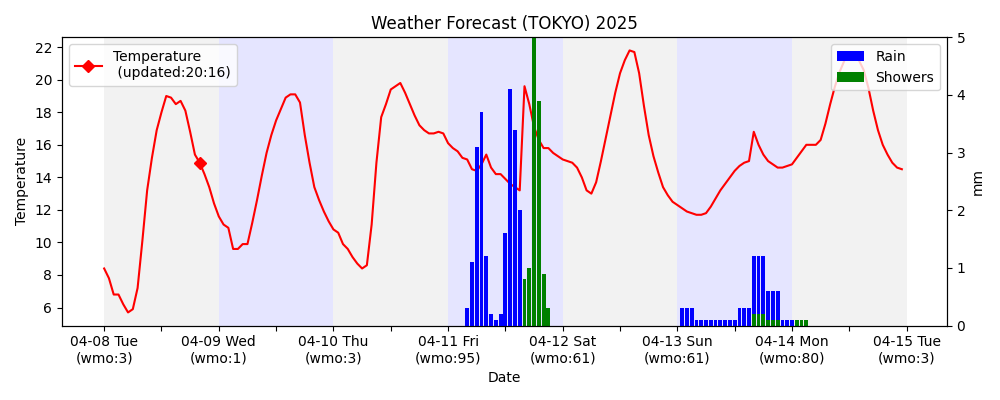 Weather Forecast (TOKYO) 2025
Temperature
(updated:20:16)
Rain
Showers
22
20
18
16
14
12
10
8
6
Temperature
5
4
3
2
1
0
mm
04-08 Tue
(wmo:3)
04-09 Wed
(wmo:1)
04-10 Thu
(wmo:3)
04-11 Fri
(wmo:95)
04-12 Sat
(wmo:61)
04-13 Sun
(wmo:61)
04-14 Mon
(wmo:80)
04-15 Tue
(wmo:3)
Date